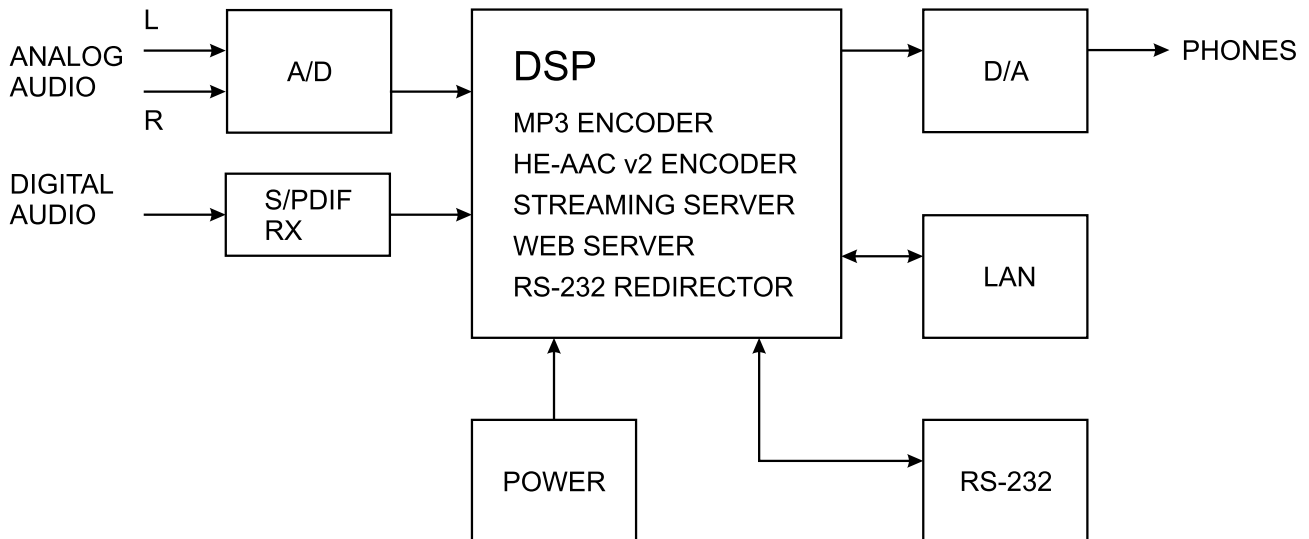 L
ANALOG
AUDIO
R
A/D
DIGITAL
AUDIO
S/PDIF
RX
DSP
MP3 ENCODER
HE-AAC v2 ENCODER
STREAMING SERVER
WEB SERVER
RS-232 REDIRECTOR
D/A
PHONES
LAN
POWER
RS-232